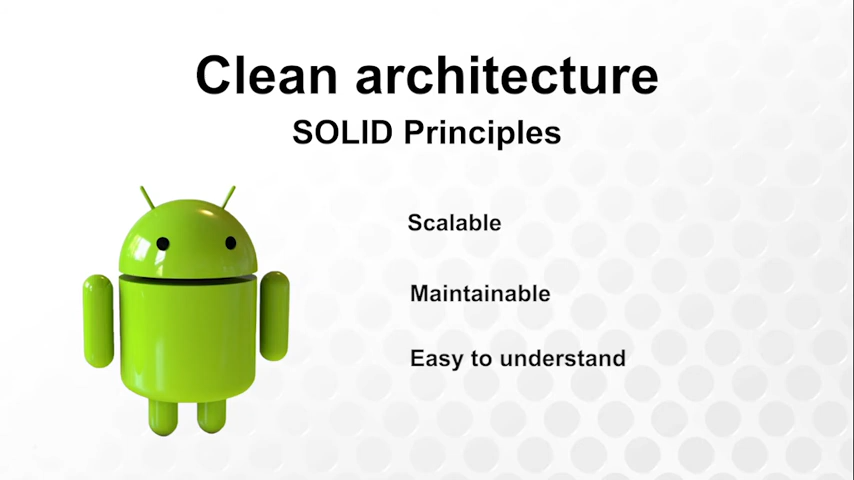 Clean architecture
SOLID Principles
Scalable
Maintainable
Easy to understand